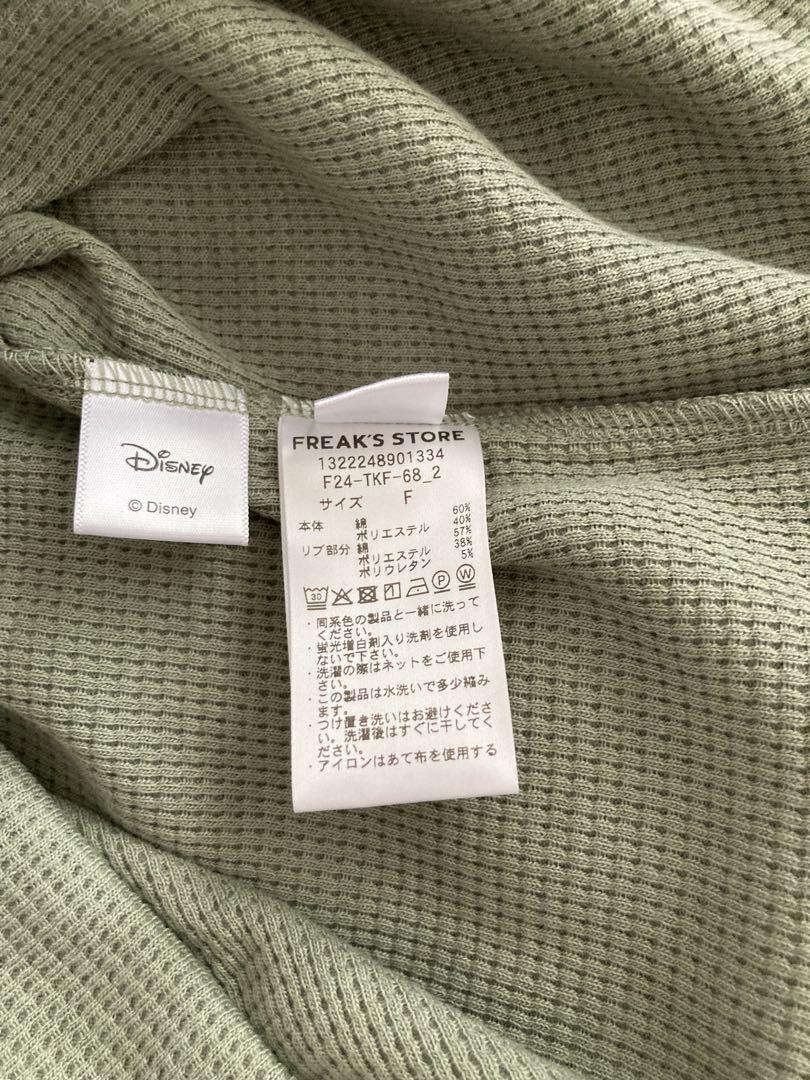 Disney
© Disney
FREAK'S STORE
1322248901334
F24-TKF-68_2
サイズ F
本体 綿 60%
ポリエステル 40%
リブ部分 綿 57%
ポリエステル 38%
ポリウレタン 5%
30 P W
・同系色の製品と一緒に洗って
ください。
・蛍光増白剤入り洗剤を使用し
ないで下さい。
・洗濯の際はネットをご使用下
さい。
・この製品は水洗いで多少縮み
ます。
・つけ置き洗いはお避けくださ
い。洗濯後はすぐに干してく
ださい。
・アイロンはあて布を使用する